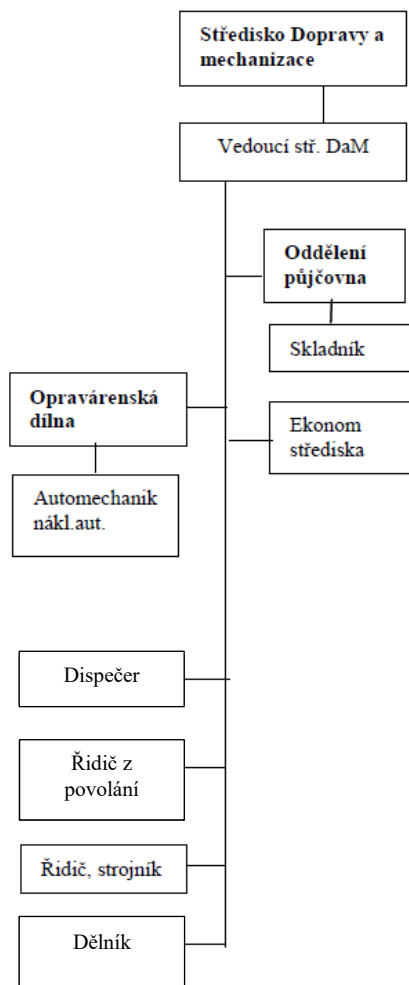 Středisko Dopravy a
mechanizace
Vedoucí stř. DaM
Oddělení
půjčovna
Skladník
Opravárenská
dílna
Ekonom
střediska
Automechanik
nákl.aut.
Dispečer
Řidič z
povolání
Řidič, strojník
Dělník